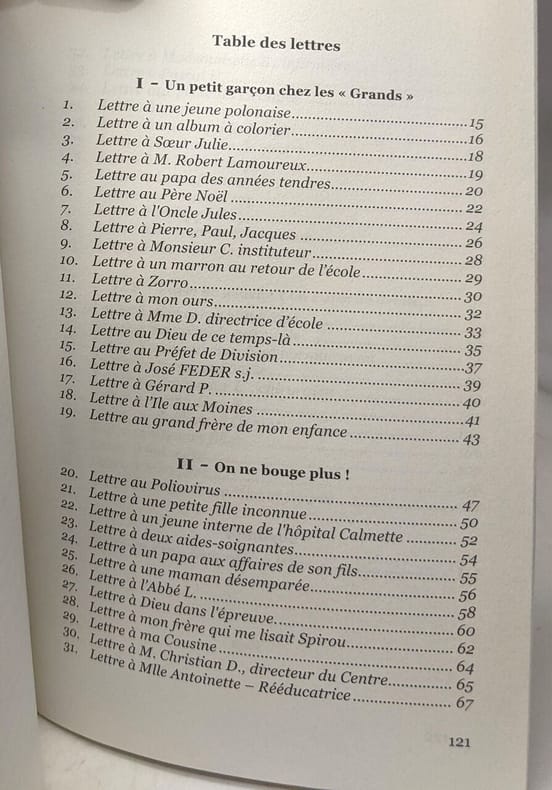 Table des lettres
I – Un petit garçon chez les « Grands »
1. Lettre à une jeune polonaise 15
2. Lettre à un album à colorier 16
3. Lettre à Sœur Julie 18
4. Lettre à M. Robert Lamoureux 19
5. Lettre au papa des années tendres 20
6. Lettre au Père Noël 22
7. Lettre à l'Oncle Jules 24
8. Lettre à Pierre, Paul, Jacques 26
9. Lettre à Monsieur C. instituteur 28
10. Lettre à un marron au retour de l'école 29
11. Lettre à Zorro 30
12. Lettre à mon ours 32
13. Lettre à Mme D. directrice d'école 33
14. Lettre au Dieu de ce temps-là 35
15. Lettre au Préfet de Division 37
16. Lettre à José FEDER s.j. 39
17. Lettre à Gérard P. 40
18. Lettre à l'Ile aux Moines 41
19. Lettre au grand frère de mon enfance 43
II – On ne bouge plus !
20. Lettre au Poliovirus 47
21. Lettre à une petite fille inconnue 50
22. Lettre à un jeune interne de l'hôpital Calmette 52
23. Lettre à deux aides-soignantes 54
24. Lettre à un papa aux affaires de son fils 55
25. Lettre à une maman désemparée 56
26. Lettre à l'Abbé L. 58
27. Lettre à Dieu dans l'épreuve 60
28. Lettre à mon frère qui me lisait Spirou 62
29. Lettre à ma Cousine 64
30. Lettre à M. Christian D., directeur du Centre 65
31. Lettre à Mlle Antoinette – Rééducatrice 67
121